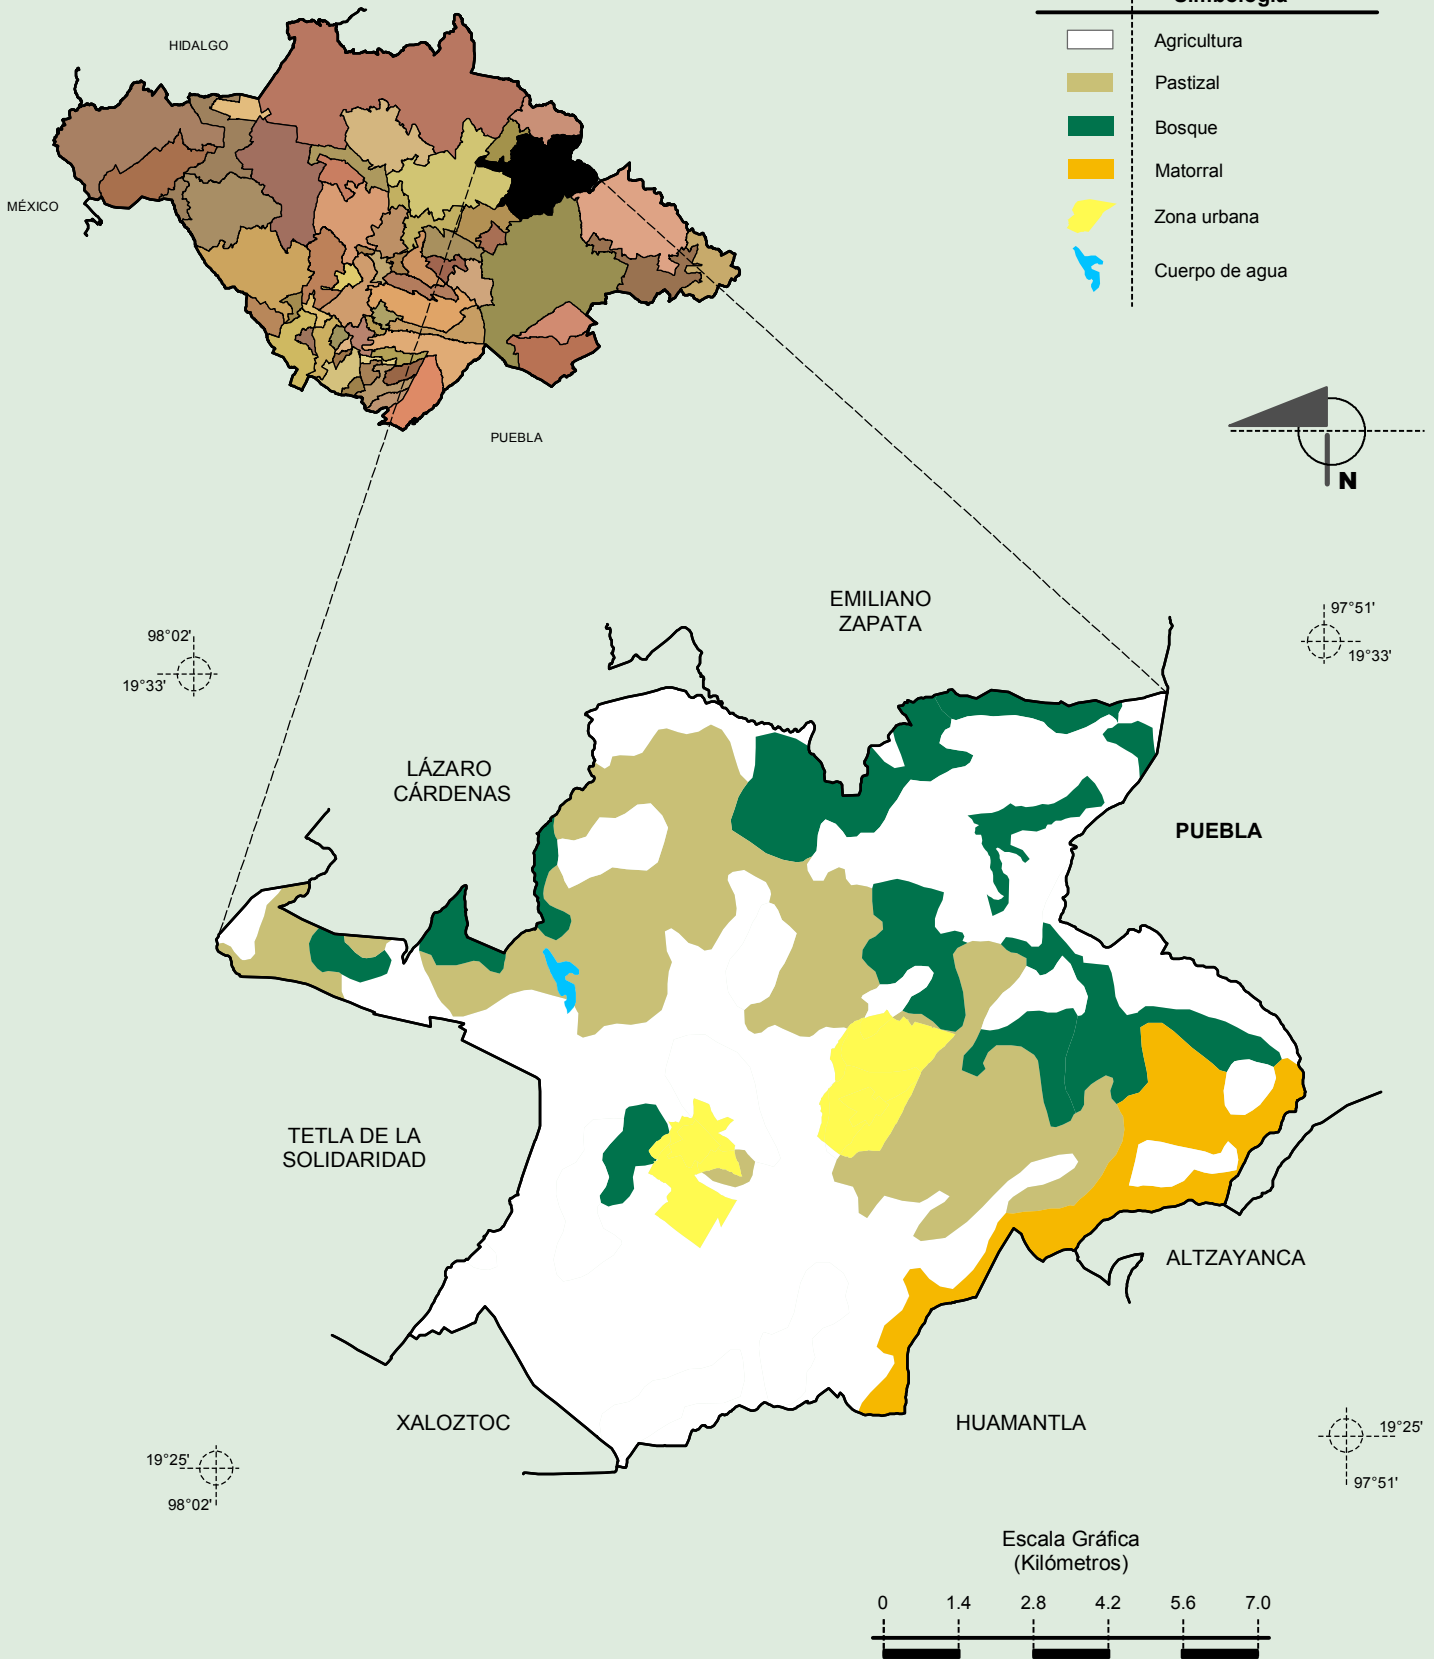 Simbología
HIDALGO
Agricultura
Pastizal
Bosque
Matorral
MÉXICO
Zona urbana
Cuerpo de agua
PUEBLA
N
EMILIANO
ZAPATA
98°02'
19°33'
97°51'
19°33'
LÁZARO
CÁRDENAS
PUEBLA
TETLA DE LA
SOLIDARIDAD
ALTZAYANCA
XALOZTOC
HUAMANTLA
19°25'
98°02'
19°25'
97°51'
Escala Gráfica
(Kilómetros)
0 1.4 2.8 4.2 5.6 7.0